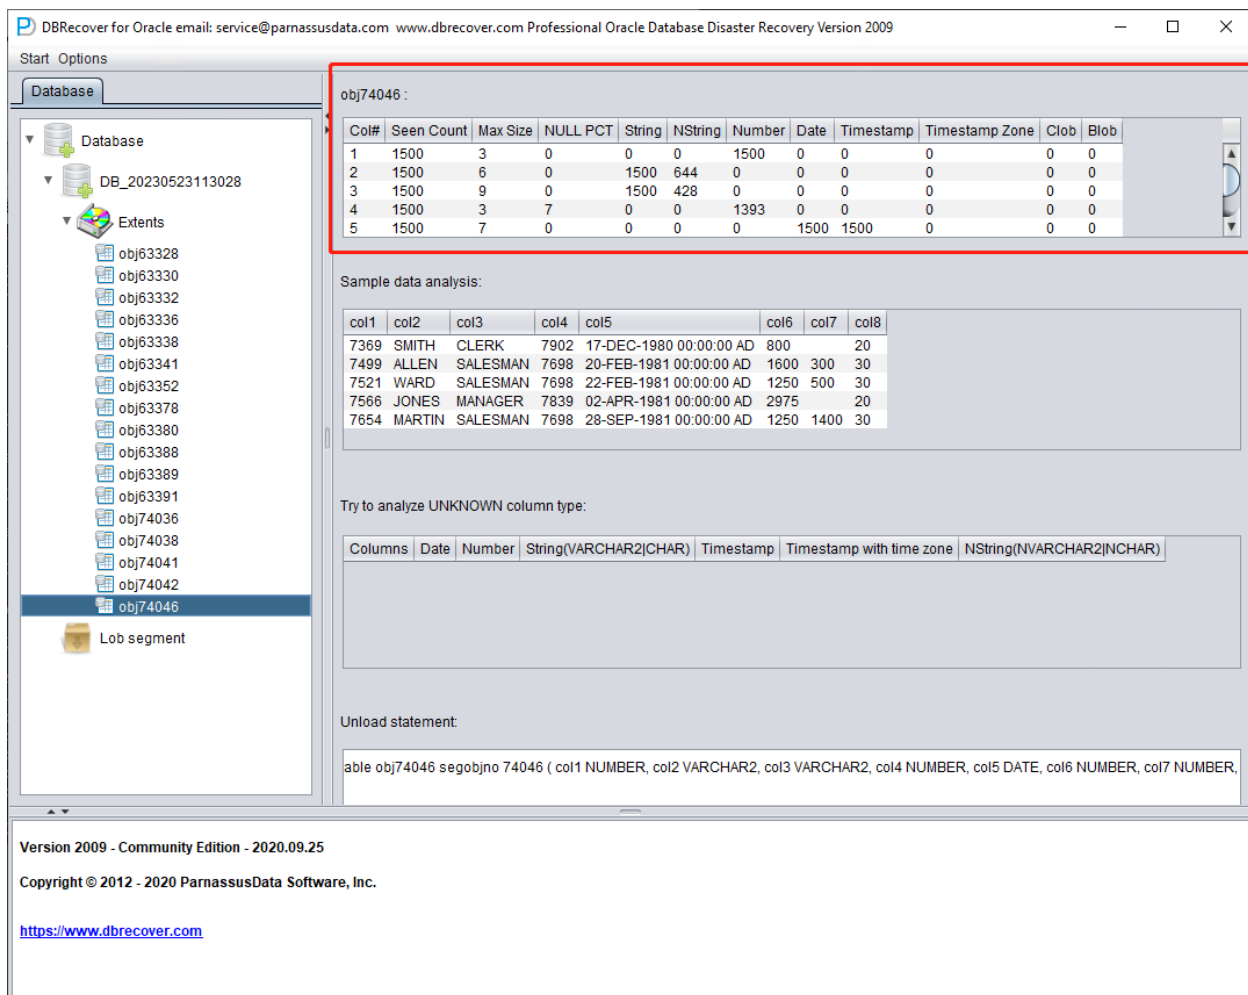 DBRecover for Oracle email: service@parnassusdata.com www.dbrecover.com Professional Oracle Database Disaster Recovery Version 2009
Start Options
Database
Database
DB_20230523113028
Extents
obj63328
obj63330
obj63332
obj63336
obj63338
obj63341
obj63352
obj63378
obj63380
obj63388
obj63389
obj63391
obj74036
obj74038
obj74041
obj74042
obj74046
Lob segment
obj74046 :
Col# Seen Count Max Size NULL PCT String NString Number Date Timestamp Timestamp Zone Clob Blob
1 1500 3 0 0 0 1500 0 0 0 0 0
2 1500 6 0 1500 644 0 0 0 0 0 0
3 1500 9 0 1500 428 0 0 0 0 0 0
4 1500 3 7 0 0 1393 0 0 0 0 0
5 1500 7 0 0 0 0 1500 1500 0 0 0
Sample data analysis:
col1 col2 col3 col4 col5 col6 col7 col8
7369 SMITH CLERK 7902 17-DEC-1980 00:00:00 AD 800 20
7499 ALLEN SALESMAN 7698 20-FEB-1981 00:00:00 AD 1600 300 30
7521 WARD SALESMAN 7698 22-FEB-1981 00:00:00 AD 1250 500 30
7566 JONES MANAGER 7839 02-APR-1981 00:00:00 AD 2975 20
7654 MARTIN SALESMAN 7698 28-SEP-1981 00:00:00 AD 1250 1400 30
Try to analyze UNKNOWN column type:
Columns Date Number String(VARCHAR2|CHAR) Timestamp Timestamp with time zone NString(NVARCHAR2|NCHAR)
Unload statement:
able obj74046 segobjno 74046 ( col1 NUMBER, col2 VARCHAR2, col3 VARCHAR2, col4 NUMBER, col5 DATE, col6 NUMBER, col7 NUMBER,
Version 2009 - Community Edition - 2020.09.25
Copyright © 2012 - 2020 ParnassusData Software, Inc.
https://www.dbrecover.com